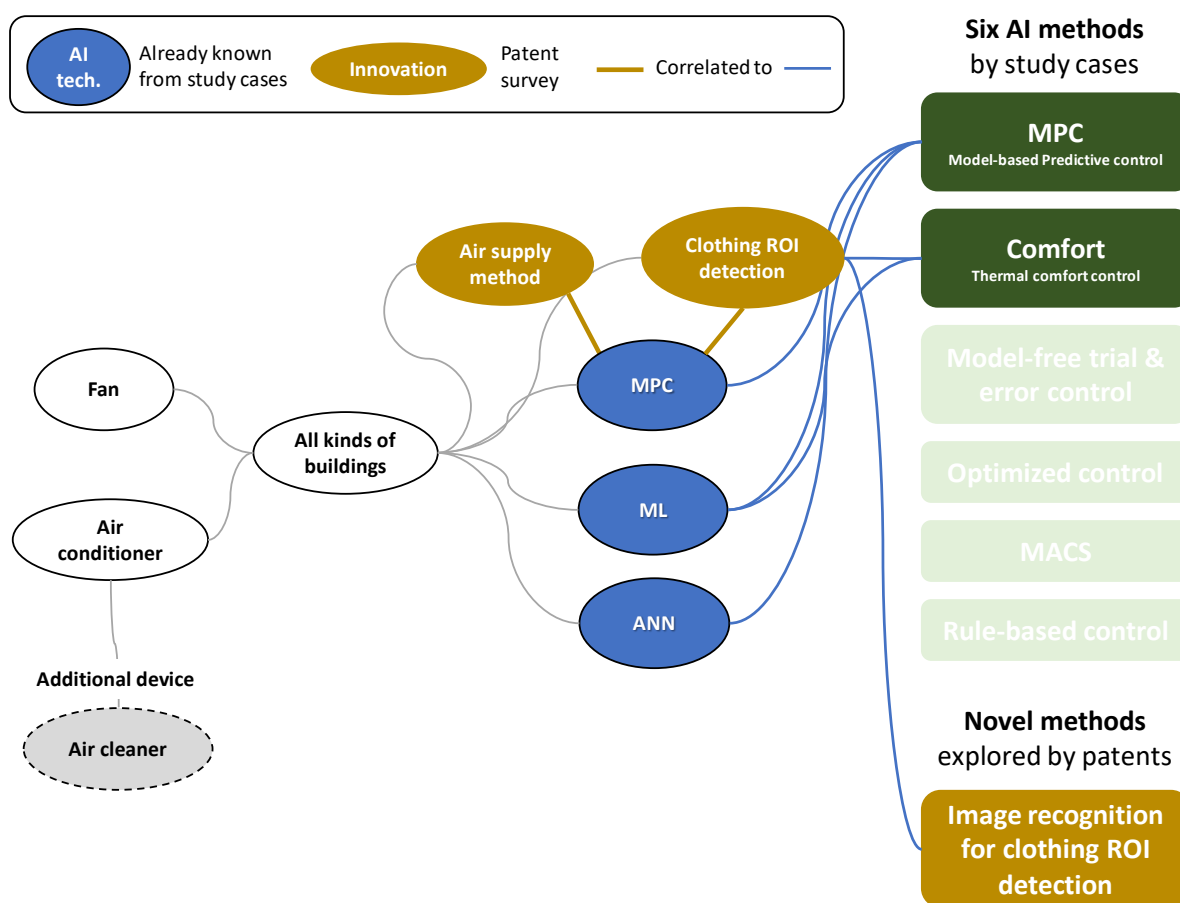 AI
tech.
Already known
from study cases
Innovation
Patent
survey
Correlated to
Six AI methods
by study cases
MPC
Model-based Predictive control
Comfort
Thermal comfort control
Model-free trial &
error control
Optimized control
MACS
Rule-based control
Novel methods
explored by patents
Image recognition
for clothing ROI
detection
Air supply
method
Clothing ROI
detection
MPC
ML
ANN
Fan
All kinds of
buildings
Air
conditioner
Additional device
Air cleaner